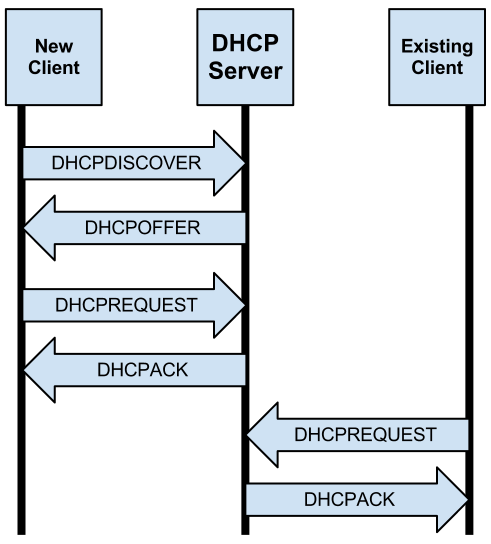 New
Client
DHCP
Server
Existing
Client
DHCPDISCOVER
DHCPOFFER
DHCPREQUEST
DHCPACK
DHCPREQUEST
DHCPACK